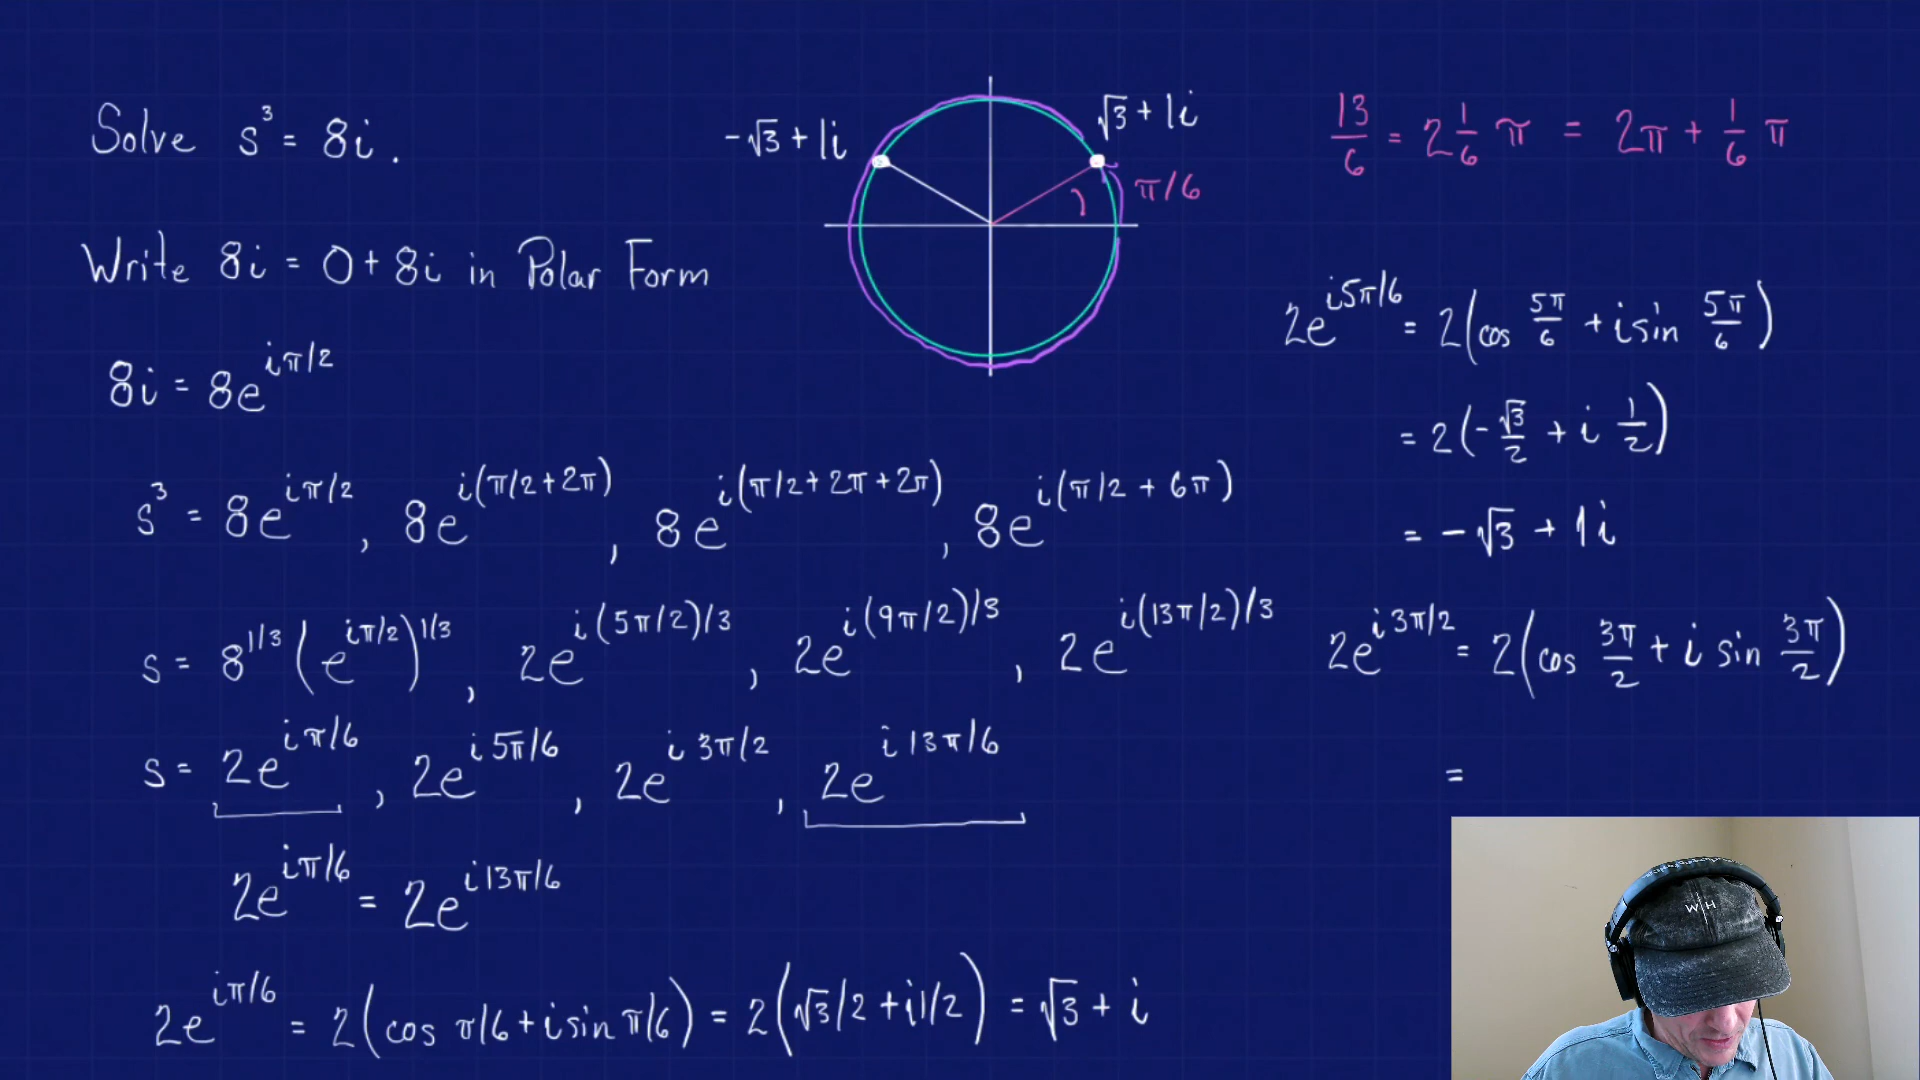 Solve s³ = 8i.
Write 8i = 0 + 8i in Polar Form
8i = 8e^{iπ/2}
s³ = 8e^{iπ/2}, 8e^{i(π/2+2π)}, 8e^{i(π/2+2π+2π)}, 8e^{i(π/2+6π)}
s = 8^{1/3}(e^{iπ/2})^{1/3}, 2e^{i(5π/2)/3}, 2e^{i(9π/2)/3}, 2e^{i(13π/2)/3}
s = 2e^{iπ/6}, 2e^{i5π/6}, 2e^{i3π/2}, 2e^{i13π/6}
2e^{iπ/6} = 2e^{i13π/6}
2e^{iπ/6} = 2(cos π/6 + i sin π/6) = 2(√3/2 + i1/2) = √3 + i
-√3 + 1i
√3 + 1i
π/6
13/6 = 2 1/6 π = 2π + 1/6 π
2e^{i5π/6} = 2(cos 5π/6 + i sin 5π/6)
= 2(-√3/2 + i 1/2)
= -√3 + 1i
2e^{i3π/2} = 2(cos 3π/2 + i sin 3π/2)
=
W H